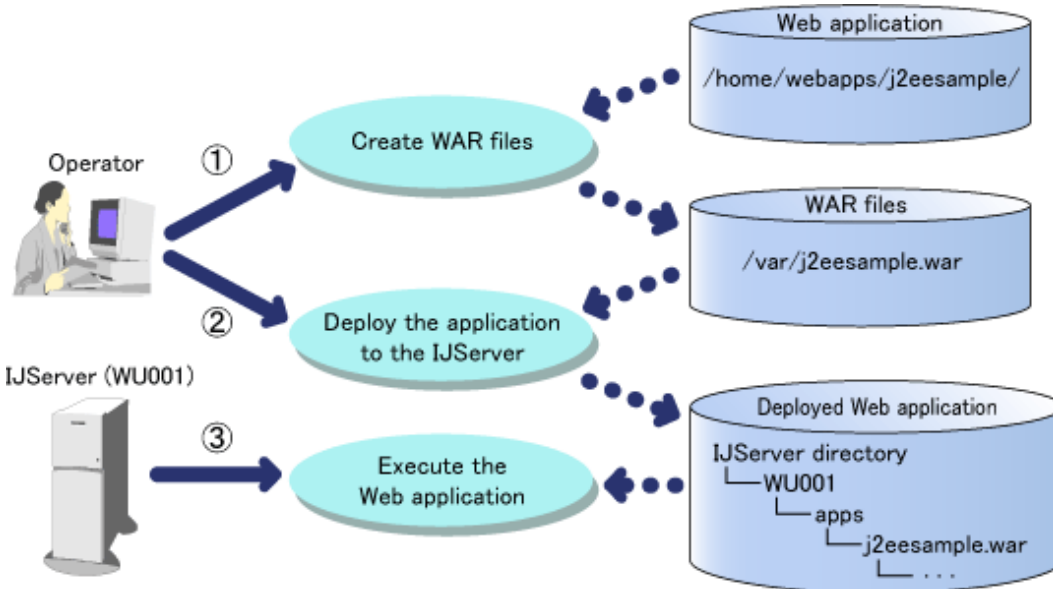 Web application
/home/webapps/j2eesample/
Create WAR files
①
Operator
WAR files
/var/j2eesample.war
②
Deploy the application
to the IJServer
IJServer (WU001)
③
Execute the
Web application
Deployed Web application
IJServer directory
WU001
apps
j2eesample.war
・・・